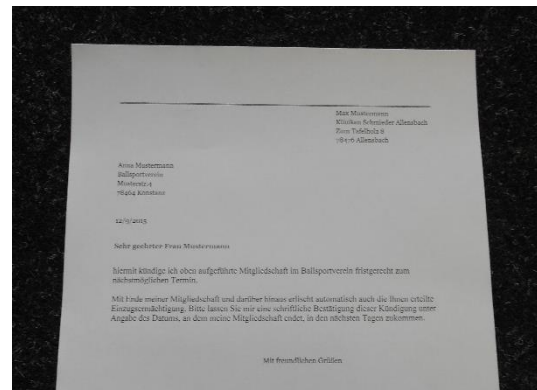 Max Mustermann
Kliniken Schmieder Allensbach
Zum Tafelholz 8
78476 Allensbach
Anna Mustermann
Ballsportverein
Musterstr.4
78464 Konstanz
12/9/2015
Sehr geehrter Frau Mustermann
hiermit kündige ich oben aufgeführte Mitgliedschaft im Ballsportverein fristgerecht zum
nächstmöglichen Termin.
Mit Ende meiner Mitgliedschaft und darüber hinaus erlischt automatisch auch die Ihnen erteilte
Einzugsermächtigung. Bitte lassen Sie mir eine schriftliche Bestätigung dieser Kündigung unter
Angabe des Datums, an dem meine Mitgliedschaft endet, in den nächsten Tagen zukommen.
Mit freundlichen Grüßen